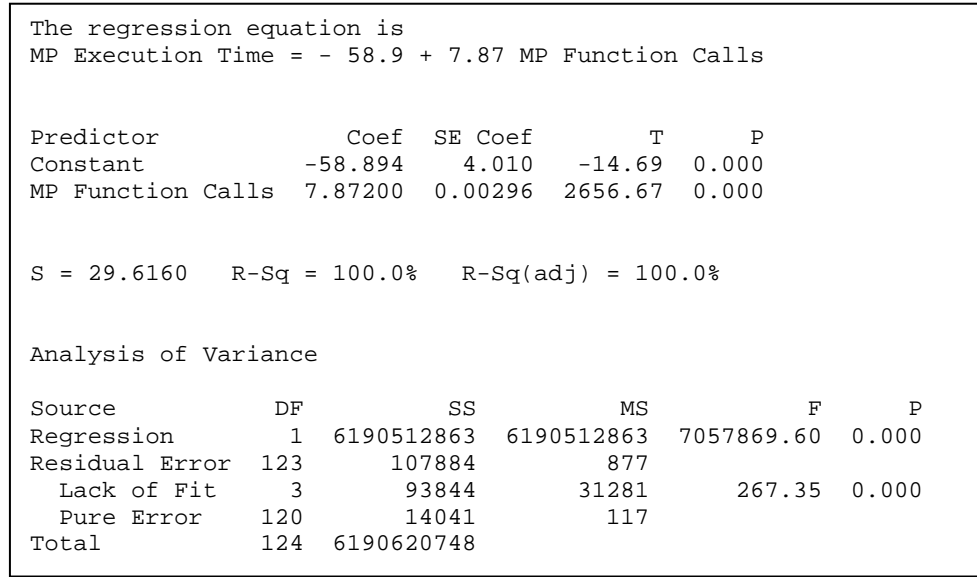 The regression equation is
MP Execution Time = - 58.9 + 7.87 MP Function Calls
Predictor Coef SE Coef T P
Constant -58.894 4.010 -14.69 0.000
MP Function Calls 7.87200 0.00296 2656.67 0.000
S = 29.6160 R-Sq = 100.0% R-Sq(adj) = 100.0%
Analysis of Variance
Source DF SS MS F P
Regression 1 6190512863 6190512863 7057869.60 0.000
Residual Error 123 107884 877
Lack of Fit 3 93844 31281 267.35 0.000
Pure Error 120 14041 117
Total 124 6190620748